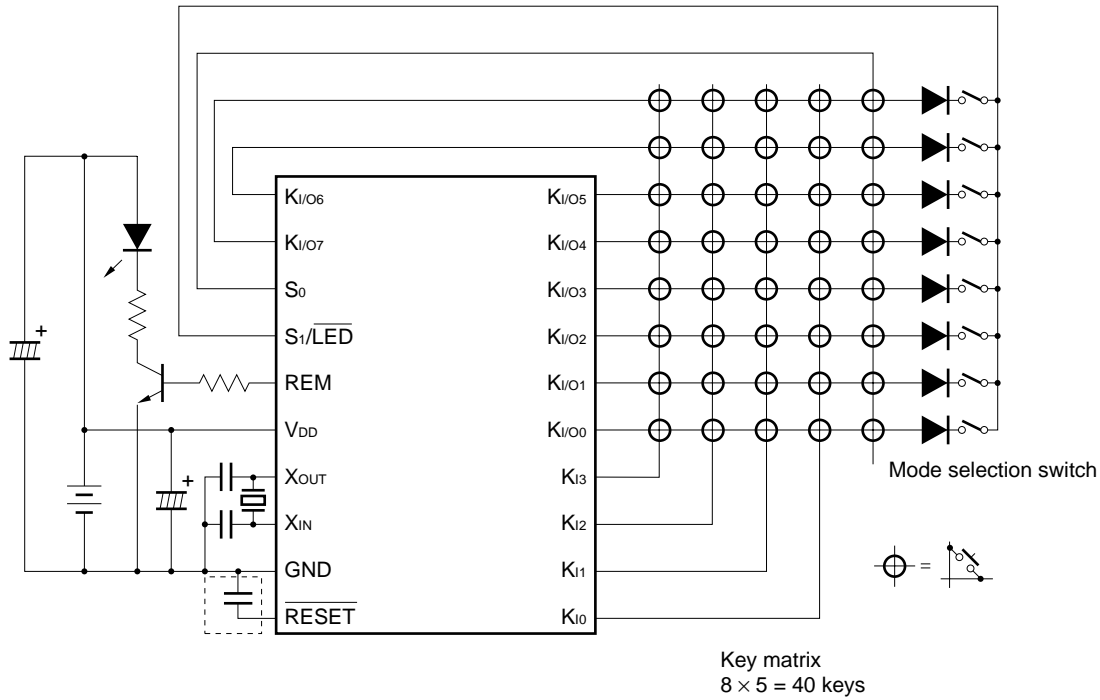 KI/O6
KI/O7
S0
S1/LED
REM
VDD
XOUT
XIN
GND
RESET
KI/O5
KI/O4
KI/O3
KI/O2
KI/O1
KI/O0
KI3
KI2
KI1
KI0
+
+
Mode selection switch
=
Key matrix
8 × 5 = 40 keys